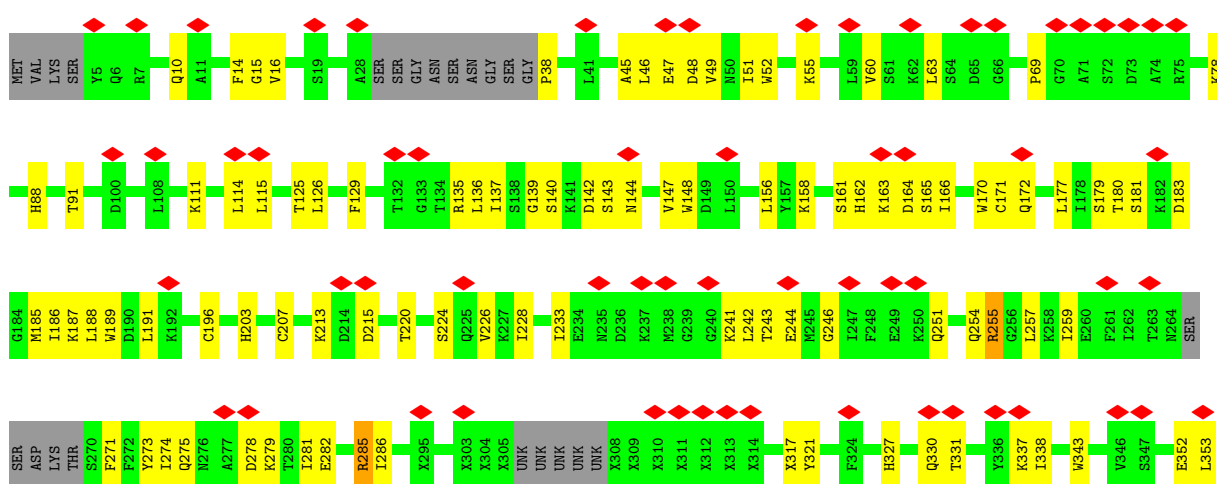 MET VAL LYS SER Y5 Q6 R7 Q10 A11 F14 G15 V16 S19 A28 SER SER GLY ASN SER ASN GLY SER GLY P38 L41 A45 L46 E47 D48 V49 N50 I51 W52 K55 L59 V60 S61 K62 L63 S64 D65 G66 P69 G70 A71 S72 D73 A74 R75 K78
H88 T91 D100 L108 K111 L114 L115 T125 L126 F129 T132 G133 T134 R135 L136 I137 S138 G139 S140 K141 D142 S143 N144 V147 W148 D149 L150 L156 Y157 K158 S161 H162 K163 D164 S165 I166 W170 C171 Q172 L177 I178 S179 T180 S181 K182 D183
G184 M185 I186 K187 L188 W189 D190 L191 K192 C196 H203 C207 K213 D214 D215 T220 S224 Q225 V226 K227 I228 I233 E234 N235 D236 K237 M238 G239 G240 K241 L242 T243 E244 M245 G246 I247 F248 E249 K250 Q251 Q254 R255 G256 L257 K258 I259 E260 F261 I262 T263 N264 SER
SER ASP LYS THR S270 F271 F272 Y273 I274 Q275 N276 A277 D278 K279 T280 I281 E282 R285 I286 X295 X303 X304 X305 UNK UNK UNK UNK X308 X309 X310 X311 X312 X313 X314 X317 Y321 F324 H327 Q330 T331 Y336 K337 I338 W343 V346 S347 E352 L353